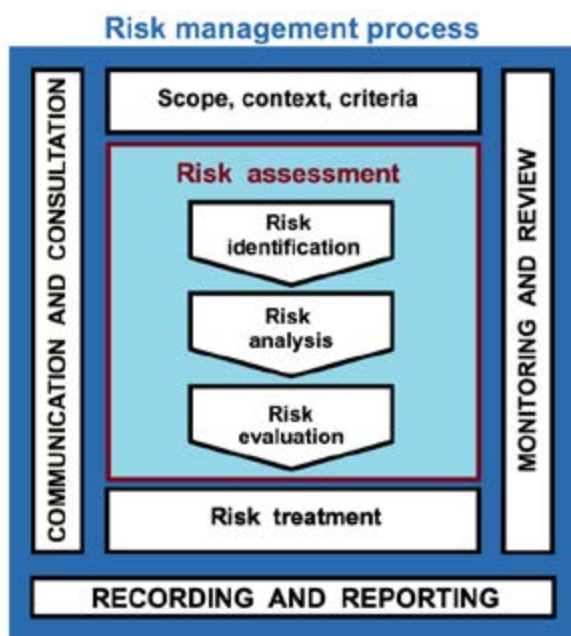 Risk management process
COMMUNICATION AND CONSULTATION
Scope, context, criteria
Risk assessment
Risk
identification
Risk
analysis
Risk
evaluation
Risk treatment
MONITORING AND REVIEW
RECORDING AND REPORTING